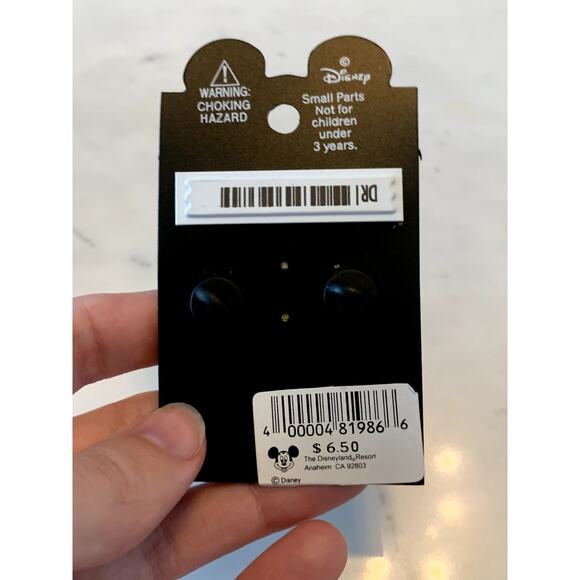 WARNING:
CHOKING
HAZARD
©
Disney
Small Parts
Not for
children
under
3 years.
DRI
4 00004 81986 6
$ 6.50
The Disneyland® Resort
Anaheim CA 92803
© Disney